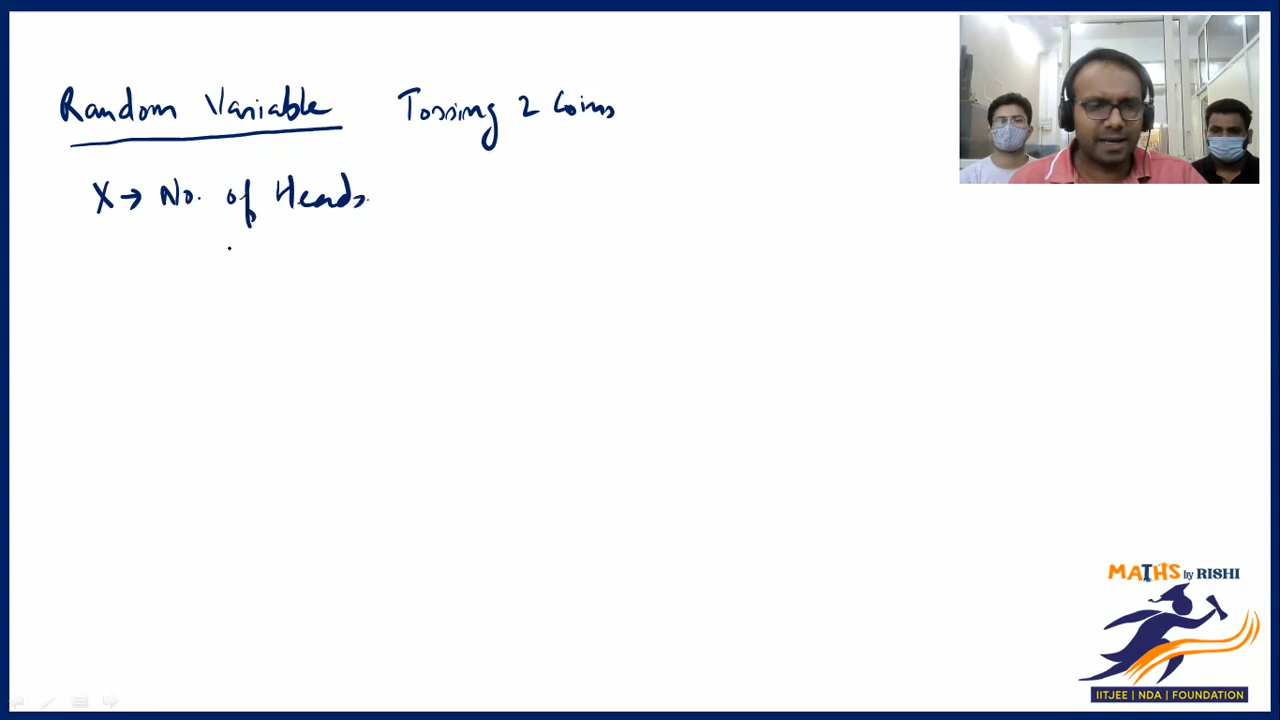 Random Variable Tossing 2 Coins
X → No. of Heads.
MATHS by RISHI
IITJEE | NDA | FOUNDATION